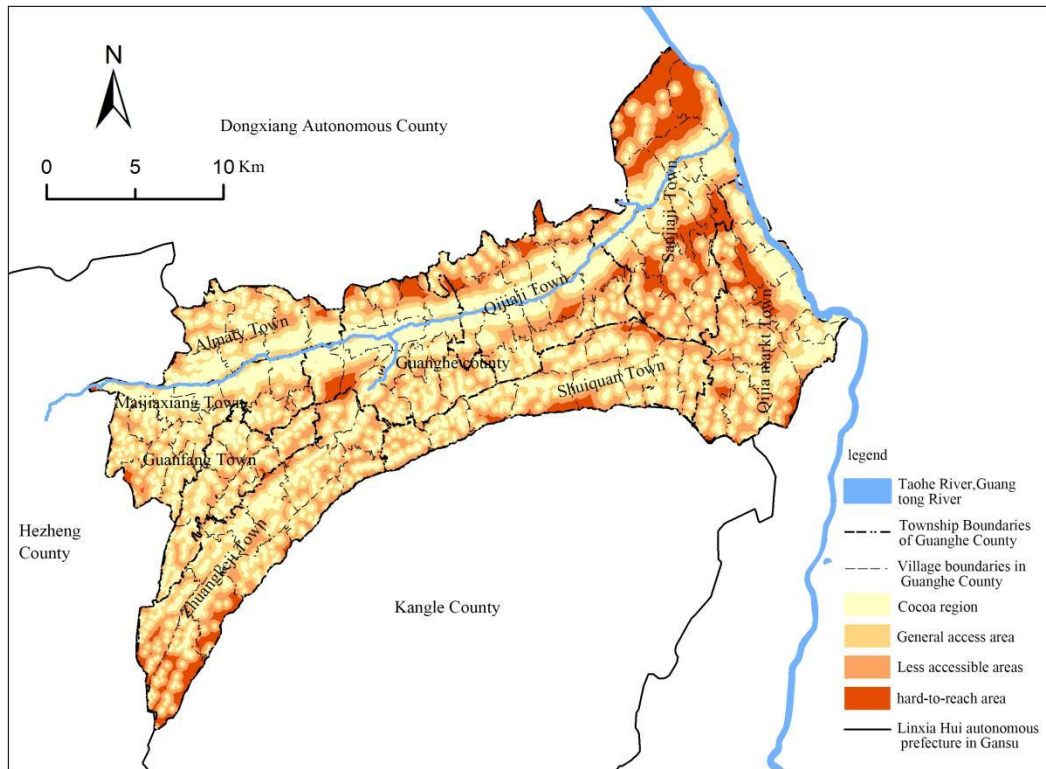 N
Dongxiang Autonomous County
0 5 10 Km
Sanjiaji Town
Qijiaji Town
Almaty Town
Guanghe county
Shuiquan Town
Qijia markt Town
Maijiaxiang Town
Guanfang Town
Zhuangkeji Town
Hezheng
County
Kangle County
legend
Taohe River,Guang
tong River
Township Boundaries
of Guanghe County
Village boundaries in
Guanghe County
Cocoa region
General access area
Less accessible areas
hard-to-reach area
Linxia Hui autonomous
prefecture in Gansu